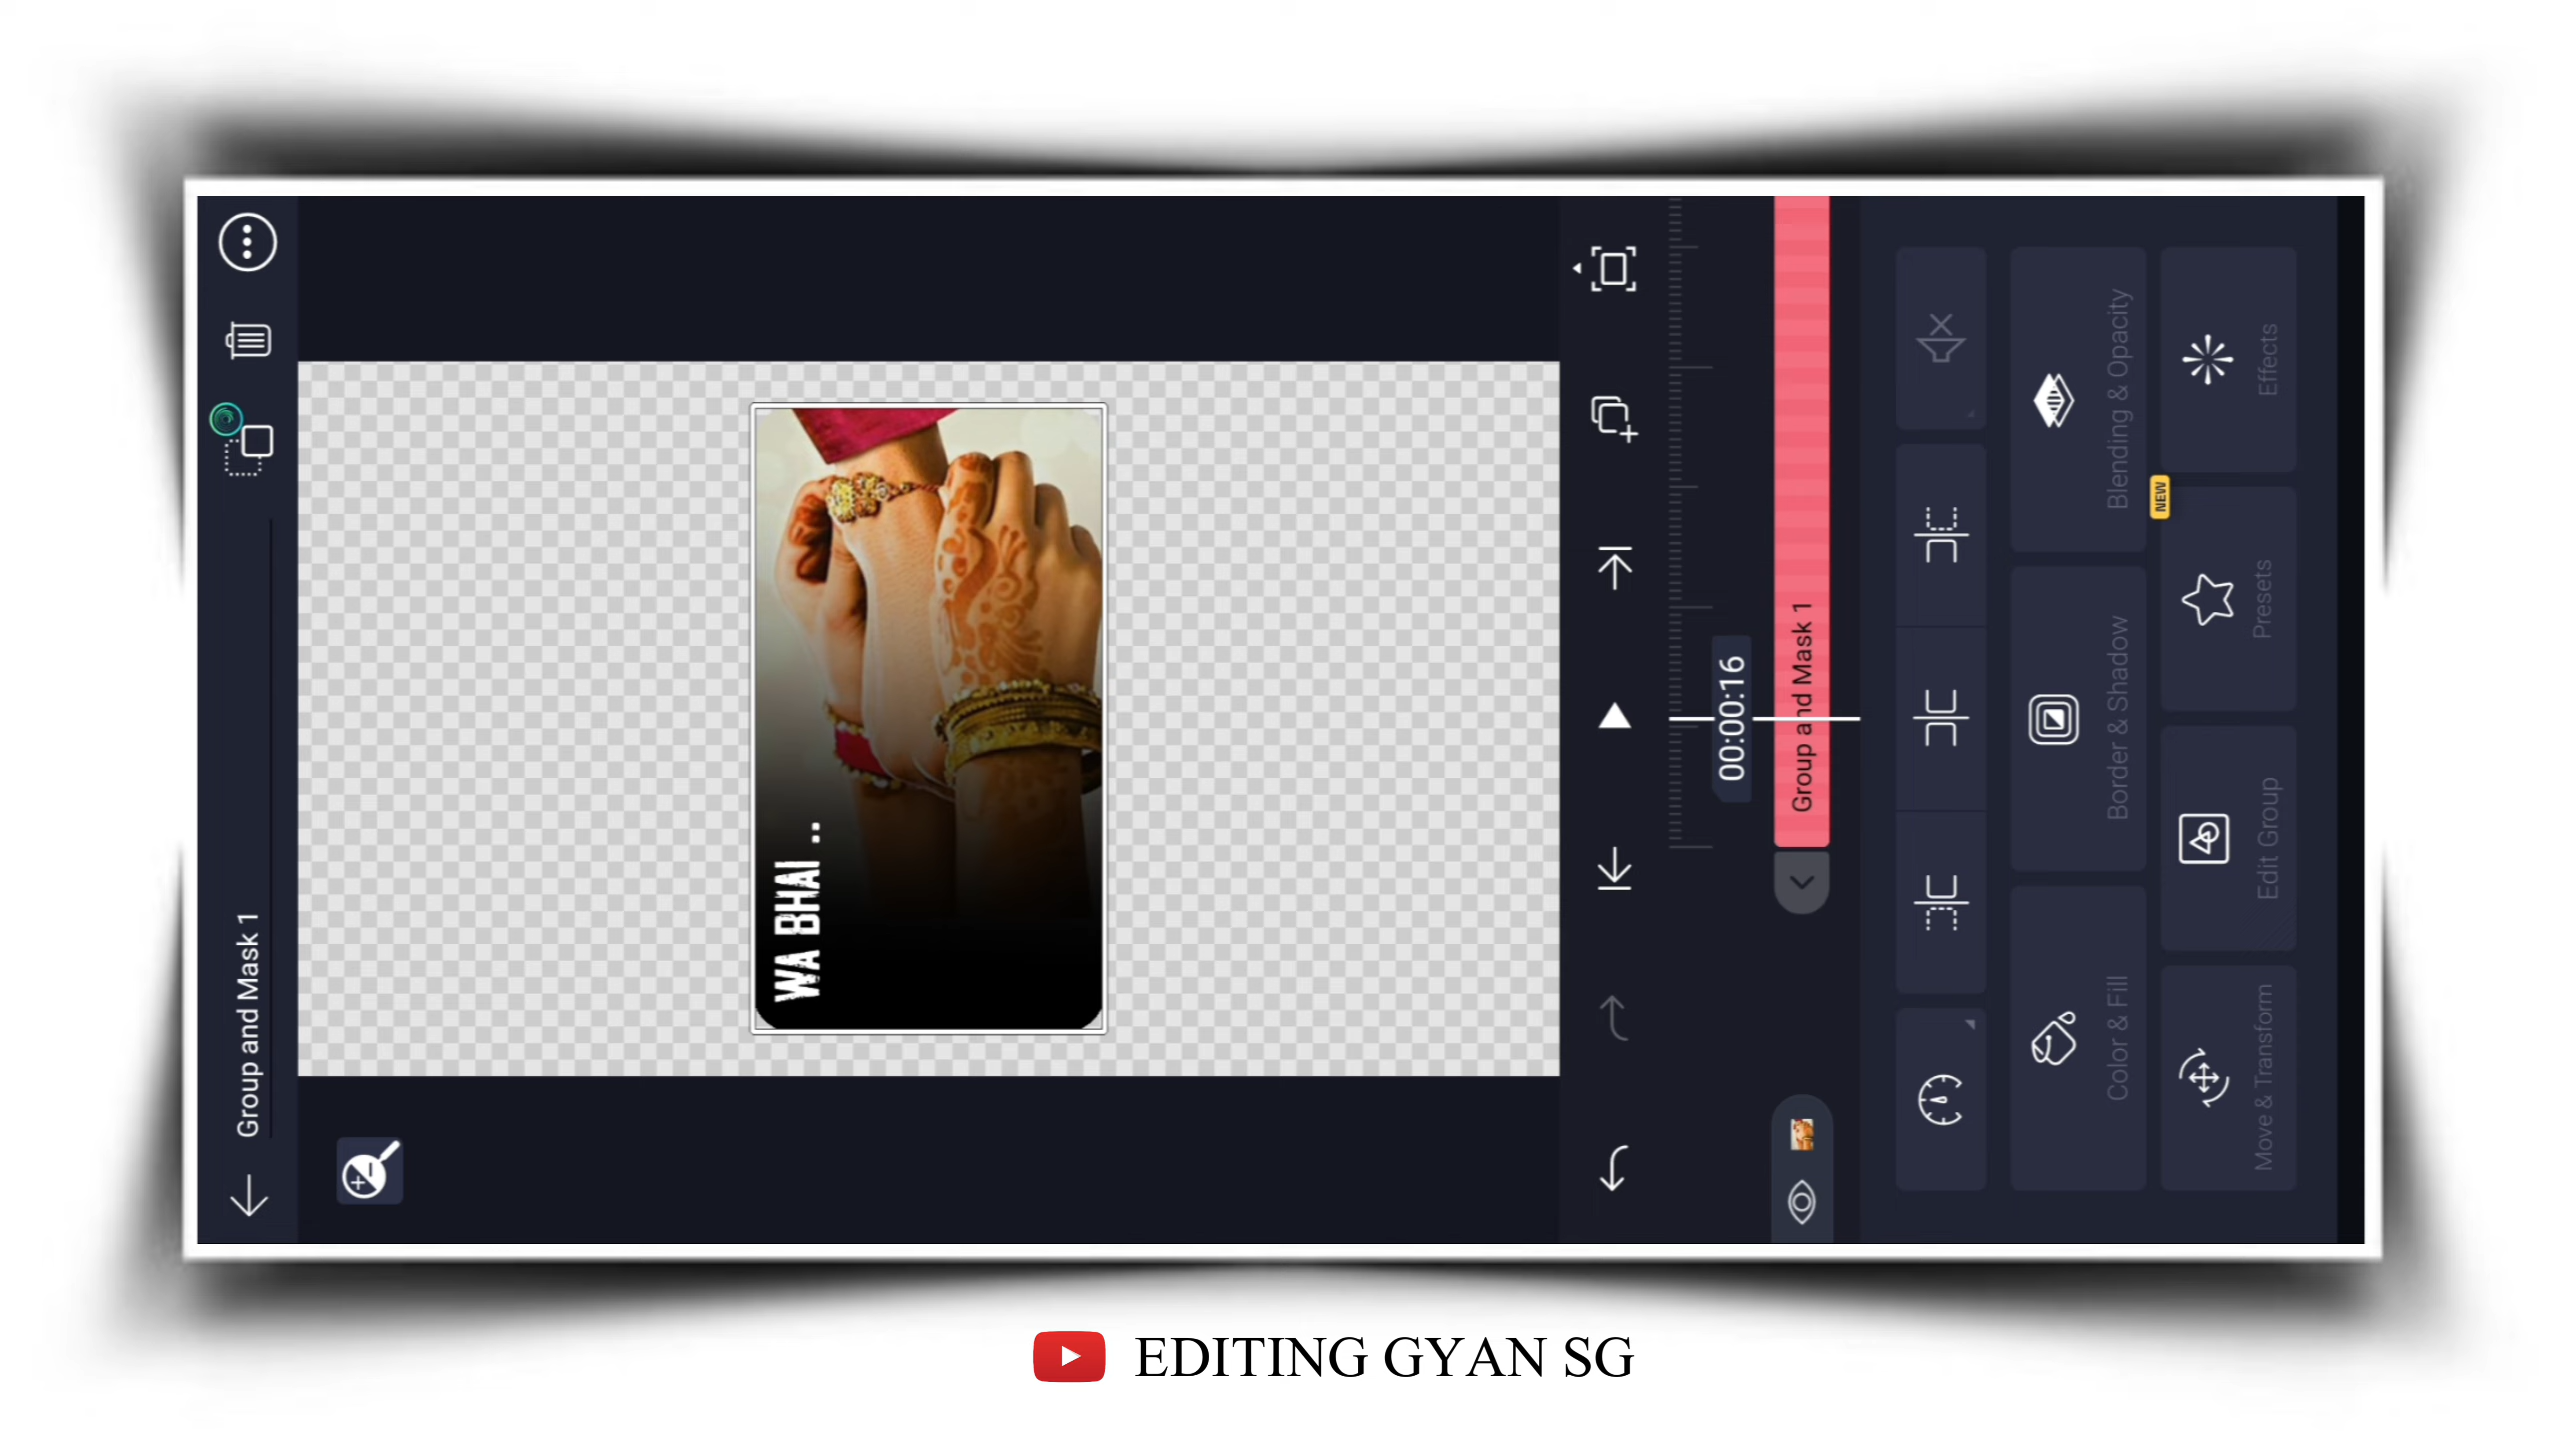 Group and Mask 1
WA BHAI ..
00:00:16
Group and Mask 1
Blending & Opacity
Border & Shadow
Color & Fill
Effects
NEW
Presets
Edit Group
Move & Transform
EDITING GYAN SG